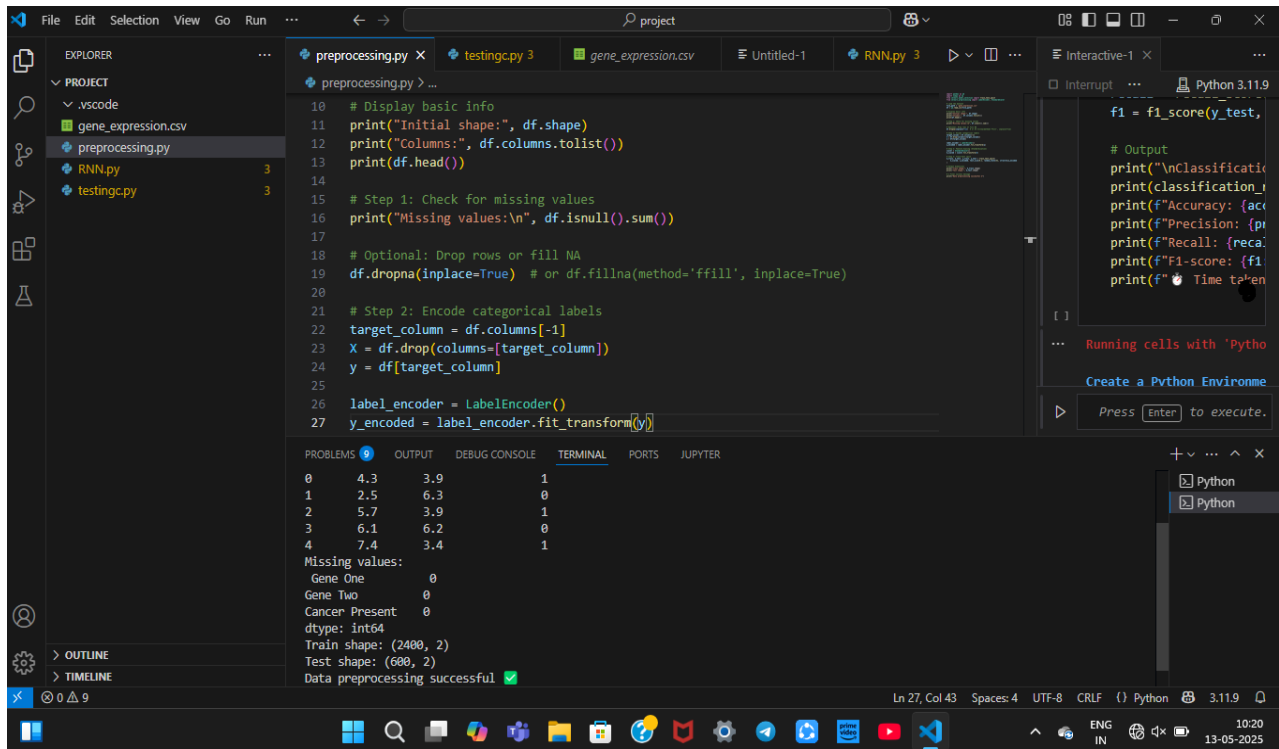 File Edit Selection View Go Run ··· ← → project
EXPLORER ···
PROJECT
.vscode
gene_expression.csv
preprocessing.py
RNN.py 3
testingc.py 3
OUTLINE
TIMELINE
preprocessing.py × testingc.py 3 gene_expression.csv Untitled-1 RNN.py 3 ···
preprocessing.py > ...
10 # Display basic info
11 print("Initial shape:", df.shape)
12 print("Columns:", df.columns.tolist())
13 print(df.head())
14
15 # Step 1: Check for missing values
16 print("Missing values:\n", df.isnull().sum())
17
18 # Optional: Drop rows or fill NA
19 df.dropna(inplace=True) # or df.fillna(method='ffill', inplace=True)
20
21 # Step 2: Encode categorical labels
22 target_column = df.columns[-1]
23 X = df.drop(columns=[target_column])
24 y = df[target_column]
25
26 label_encoder = LabelEncoder()
27 y_encoded = label_encoder.fit_transform(y)
Interactive-1 × ···
Interrupt ··· Python 3.11.9
f1 = f1_score(y_test,
# Output
print("\nClassificatic
print(classification_r
print(f"Accuracy: {acc
print(f"Precision: {pr
print(f"Recall: {reca
print(f"F1-score: {f1
print(f"⏱ Time taken
[ ]
··· Running cells with 'Pytho
Create a Python Environme
Press Enter to execute.
PROBLEMS 9 OUTPUT DEBUG CONSOLE TERMINAL PORTS JUPYTER
0 4.3 3.9 1
1 2.5 6.3 0
2 5.7 3.9 1
3 6.1 6.2 0
4 7.4 3.4 1
Missing values:
Gene One 0
Gene Two 0
Cancer Present 0
dtype: int64
Train shape: (2400, 2)
Test shape: (600, 2)
Data preprocessing successful ✅
Python
Python
0 9 Ln 27, Col 43 Spaces: 4 UTF-8 CRLF {} Python 3.11.9
prime video
ENG 10:20
IN 13-05-2025